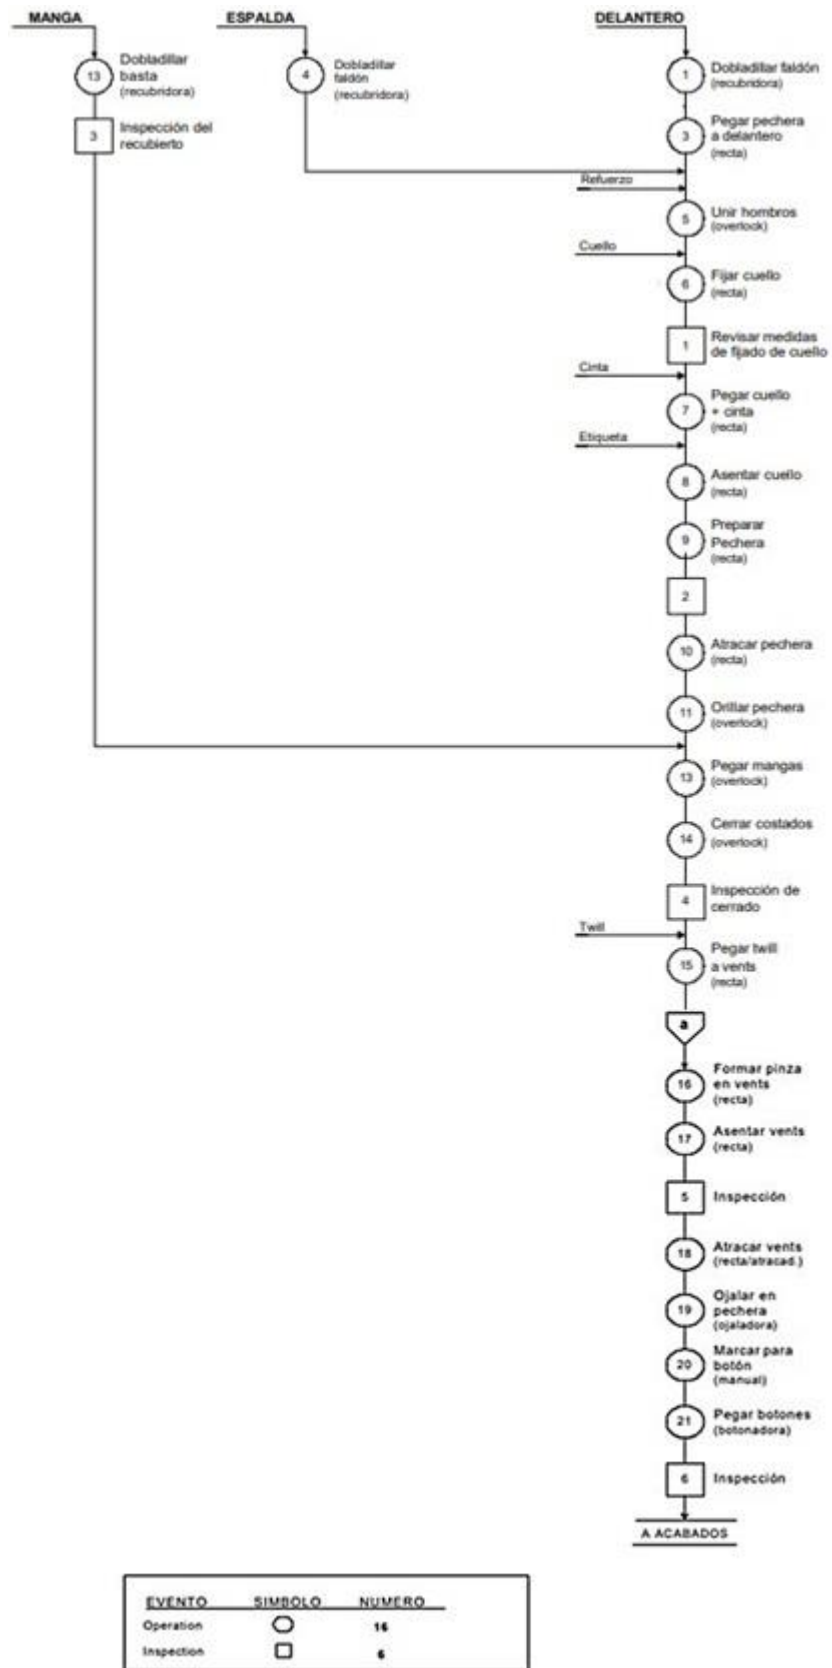 MANGA
ESPALDA
DELANTERO
13
Dobladillar
basta
(recubridora)
3
Inspección del
recubierto
4
Dobladillar
faldón
(recubridora)
1
Dobladillar faldón
(recubridora)
3
Pegar pechera
a delantero
(recta)
Refuerzo
5
Unir hombros
(overlock)
Cuello
6
Fijar cuello
(recta)
1
Revisar medidas
de fijado de cuello
Cinta
7
Pegar cuello
+ cinta
(recta)
Etiqueta
8
Asentar cuello
(recta)
9
Preparar
Pechera
(recta)
2
10
Atracar pechera
(recta)
11
Orillar pechera
(overlock)
13
Pegar mangas
(overlock)
14
Cerrar costados
(overlock)
4
Inspección de
cerrado
Twill
15
Pegar twill
a vents
(recta)
a
16
Formar pinza
en vents
(recta)
17
Asentar vents
(recta)
5
Inspección
18
Atracar vents
(recta/atracad.)
19
Ojalar en
pechera
(ojaladora)
20
Marcar para
botón
(manual)
21
Pegar botones
(botonadora)
6
Inspección
A ACABADOS
EVENTO SIMBOLO NUMERO
Operation 16
Inspection 6